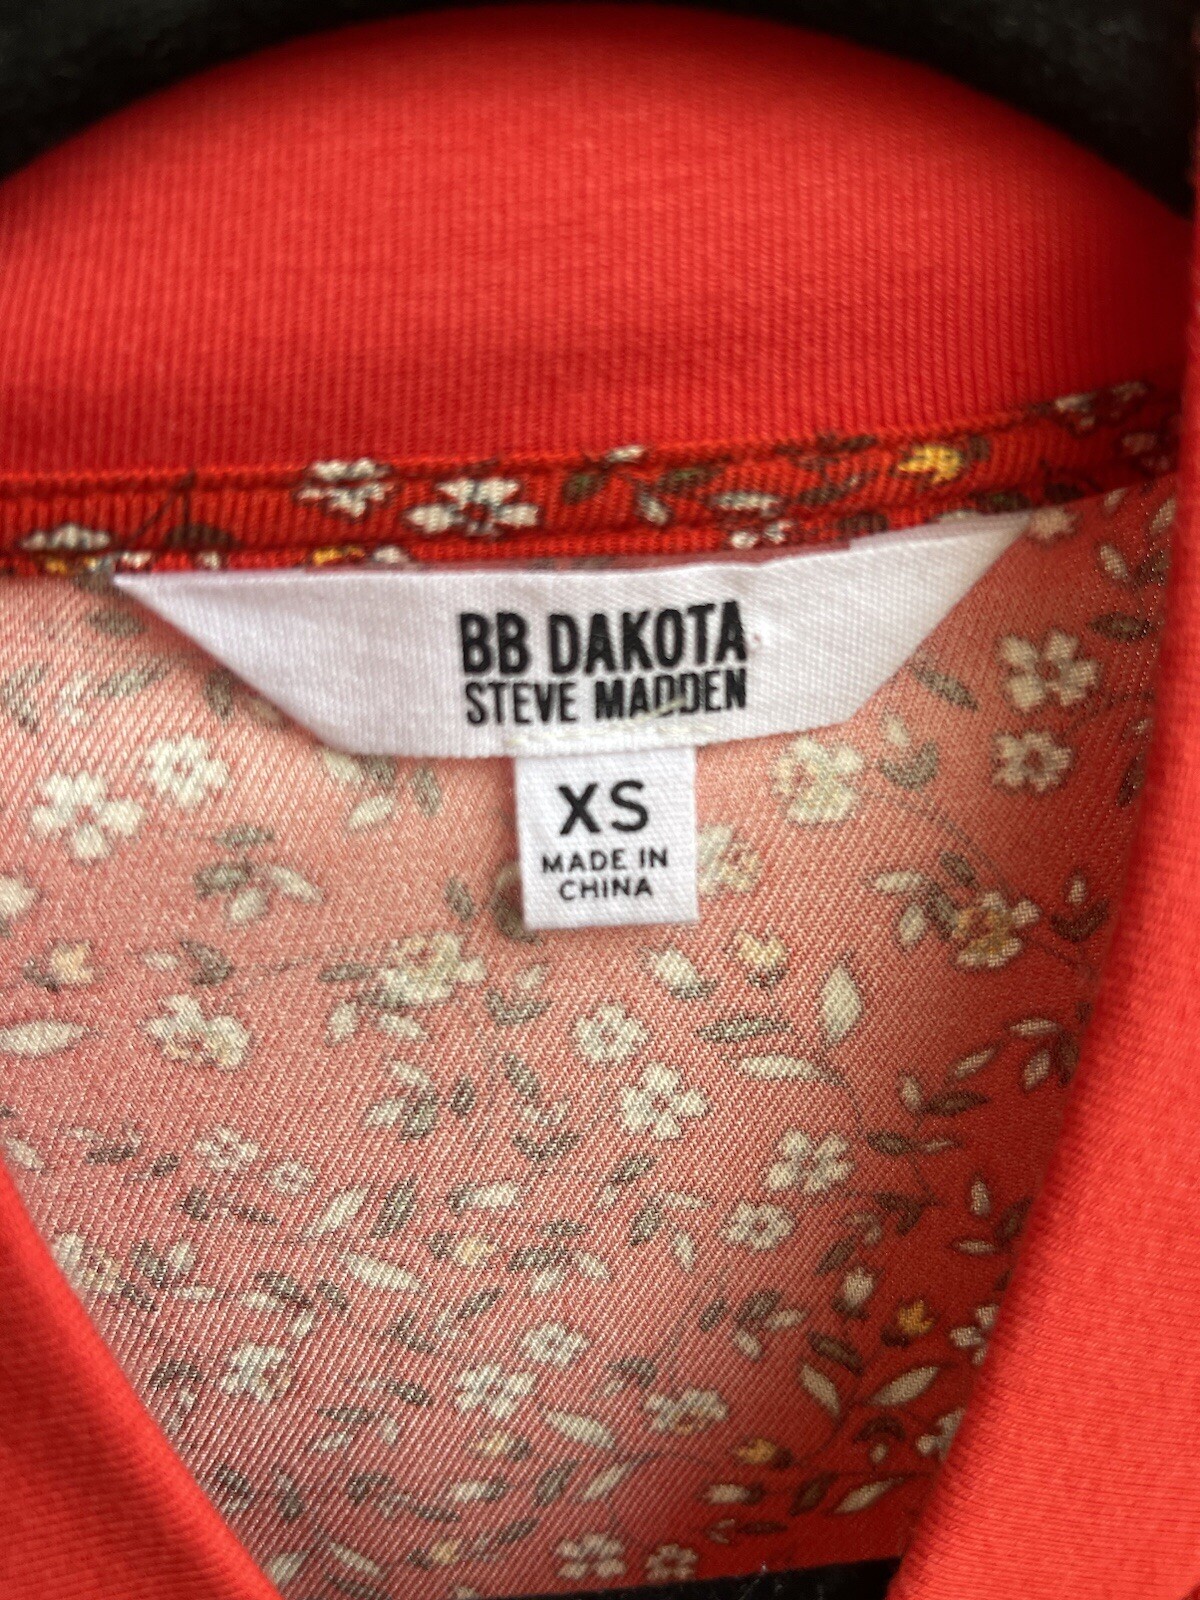 BB DAKOTA
STEVE MADDEN
XS
MADE IN
CHINA